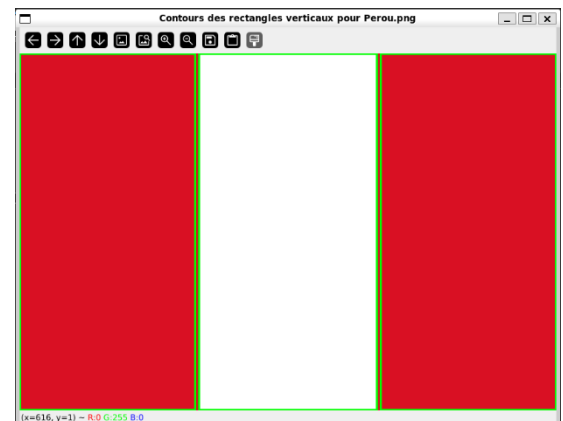 Contours des rectangles verticaux pour Perou.png
(x=616, y=1) ~ R:0 G:255 B:0